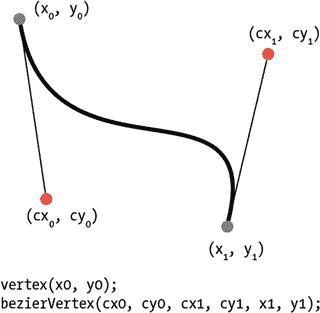 (x₀, y₀)
(cx₁, cy₁)
(cx₀, cy₀)
(x₁, y₁)
vertex(x0, y0);
bezierVertex(cx0, cy0, cx1, cy1, x1, y1);